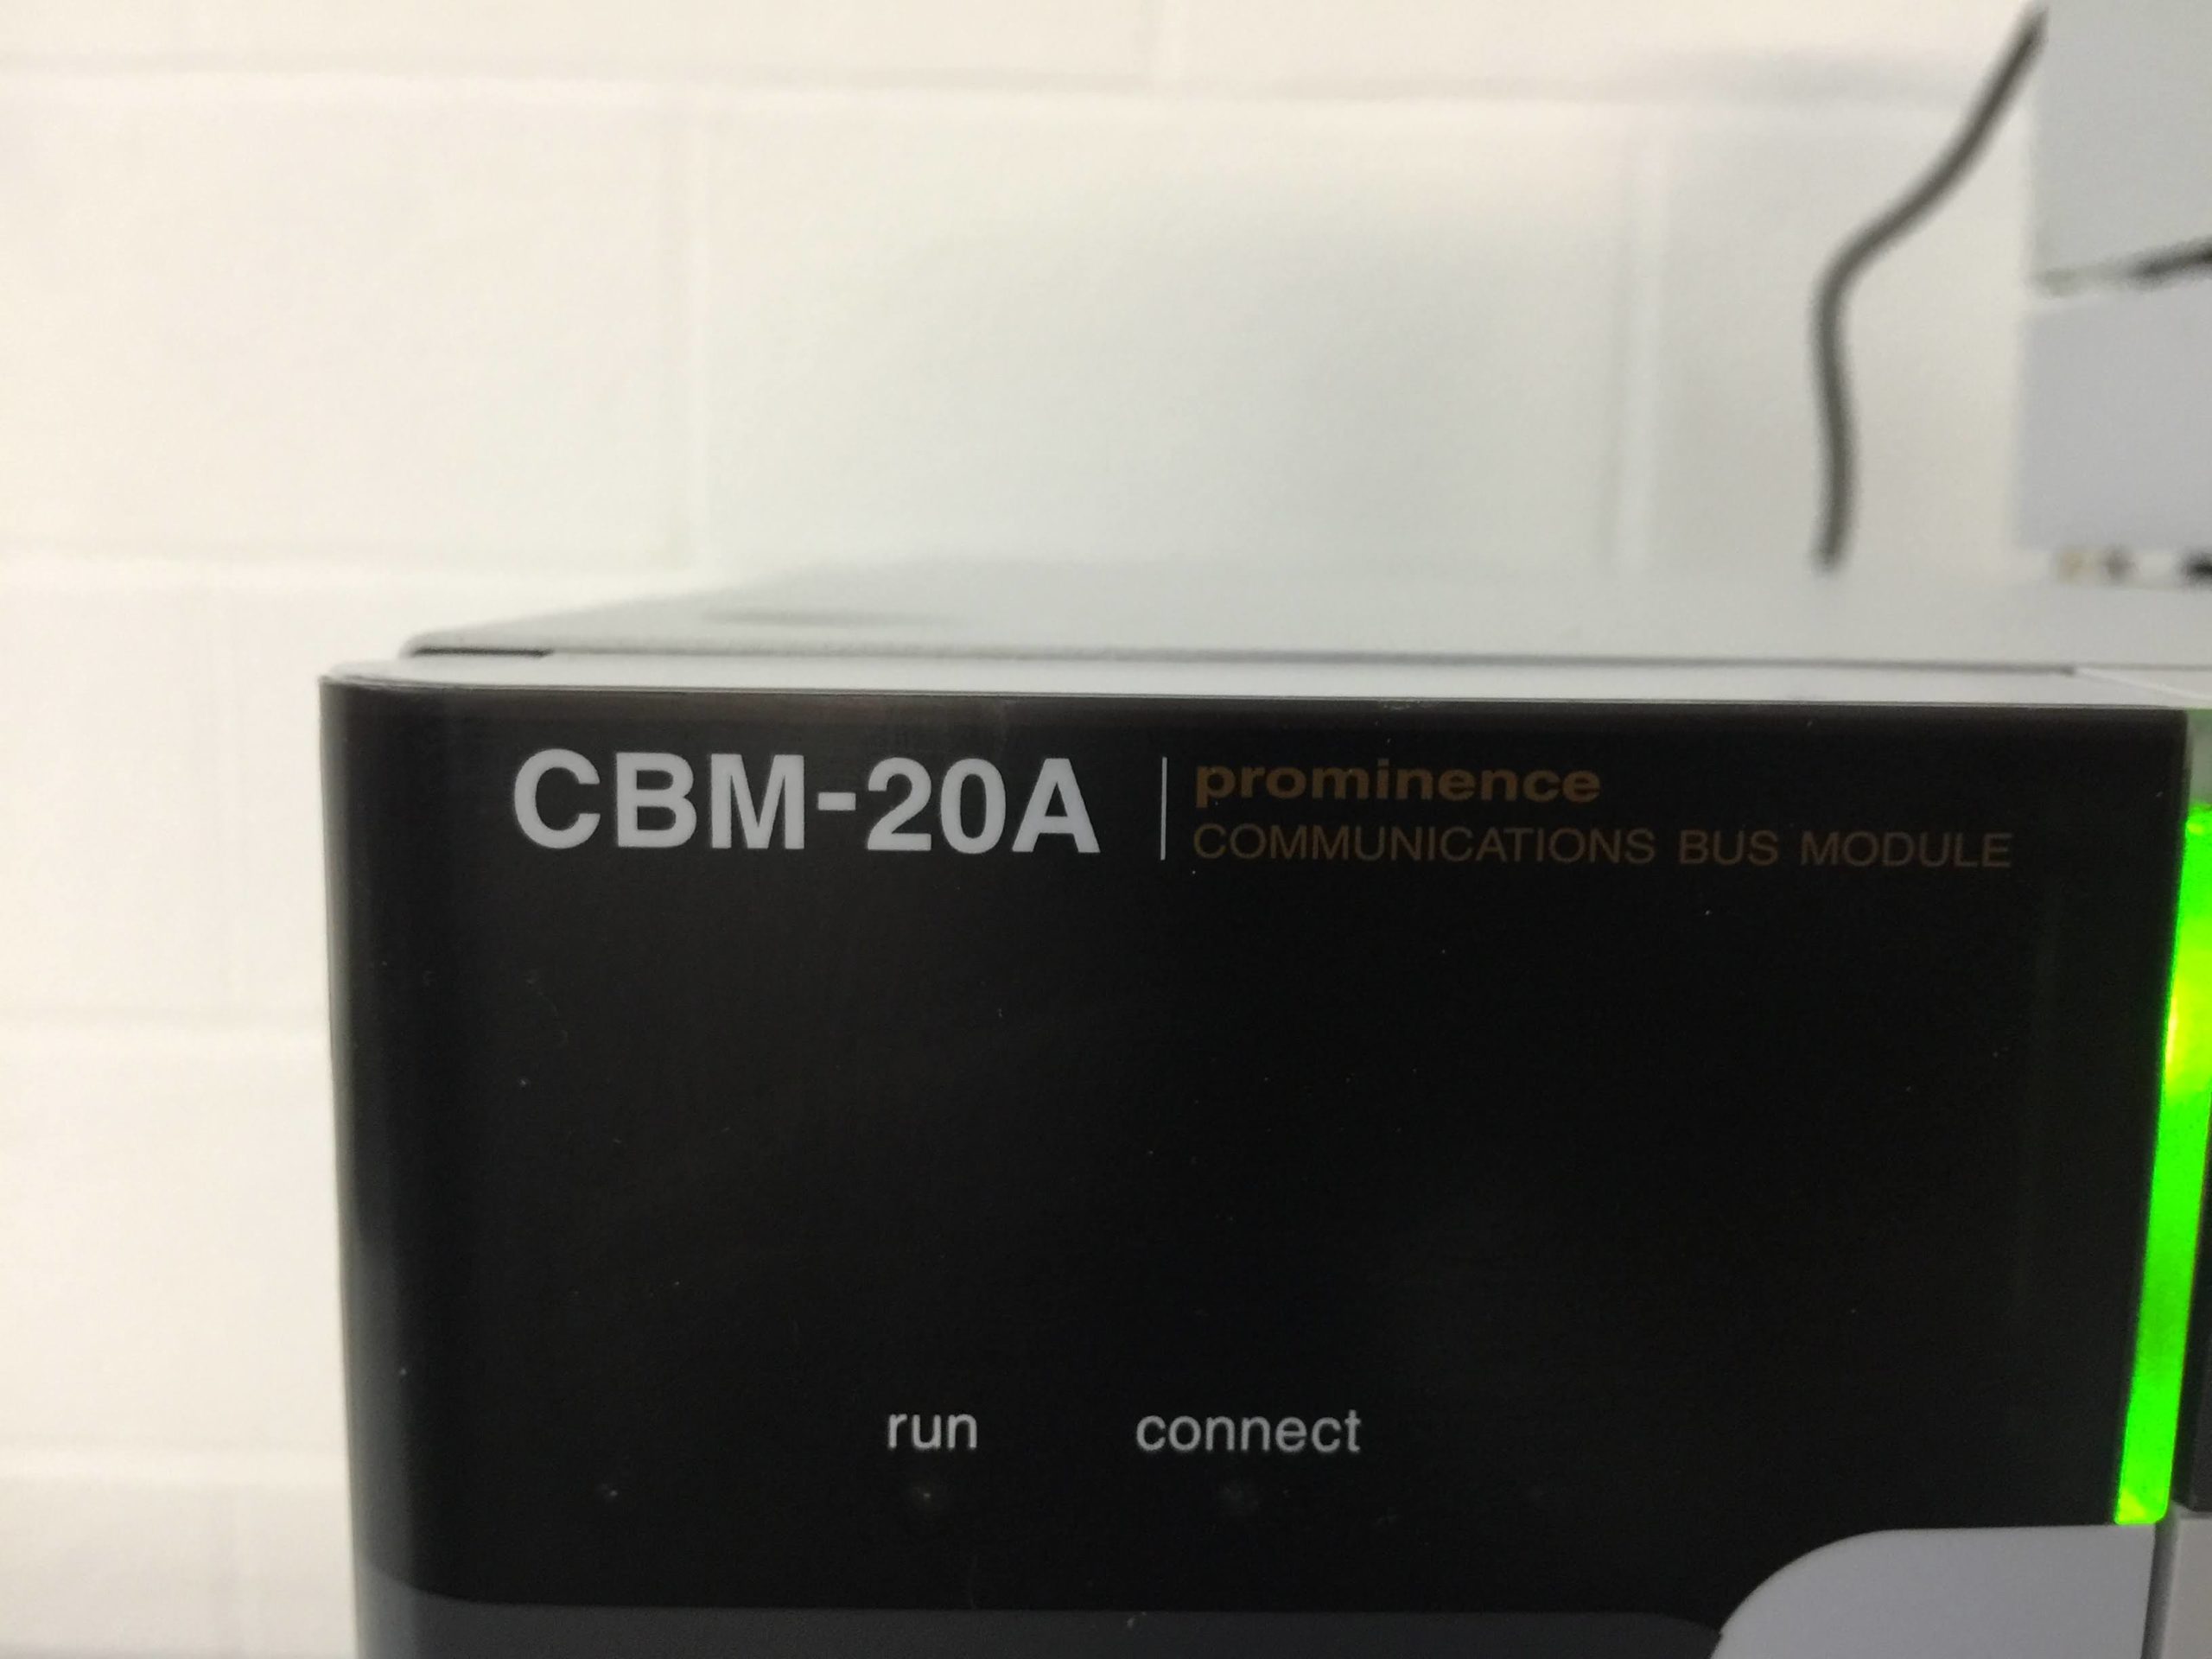 CBM-20A
prominence
COMMUNICATIONS BUS MODULE
run
connect